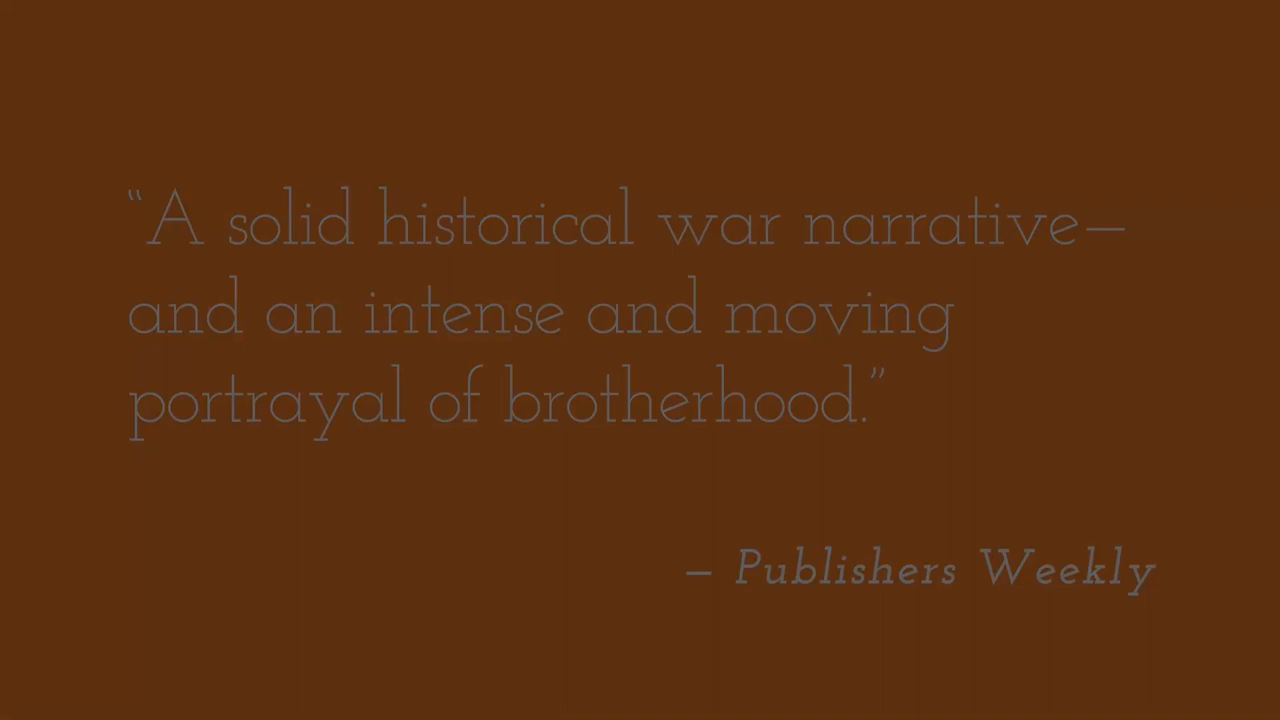 “A solid historical war narrative—
and an intense and moving
portrayal of brotherhood.”
— Publishers Weekly